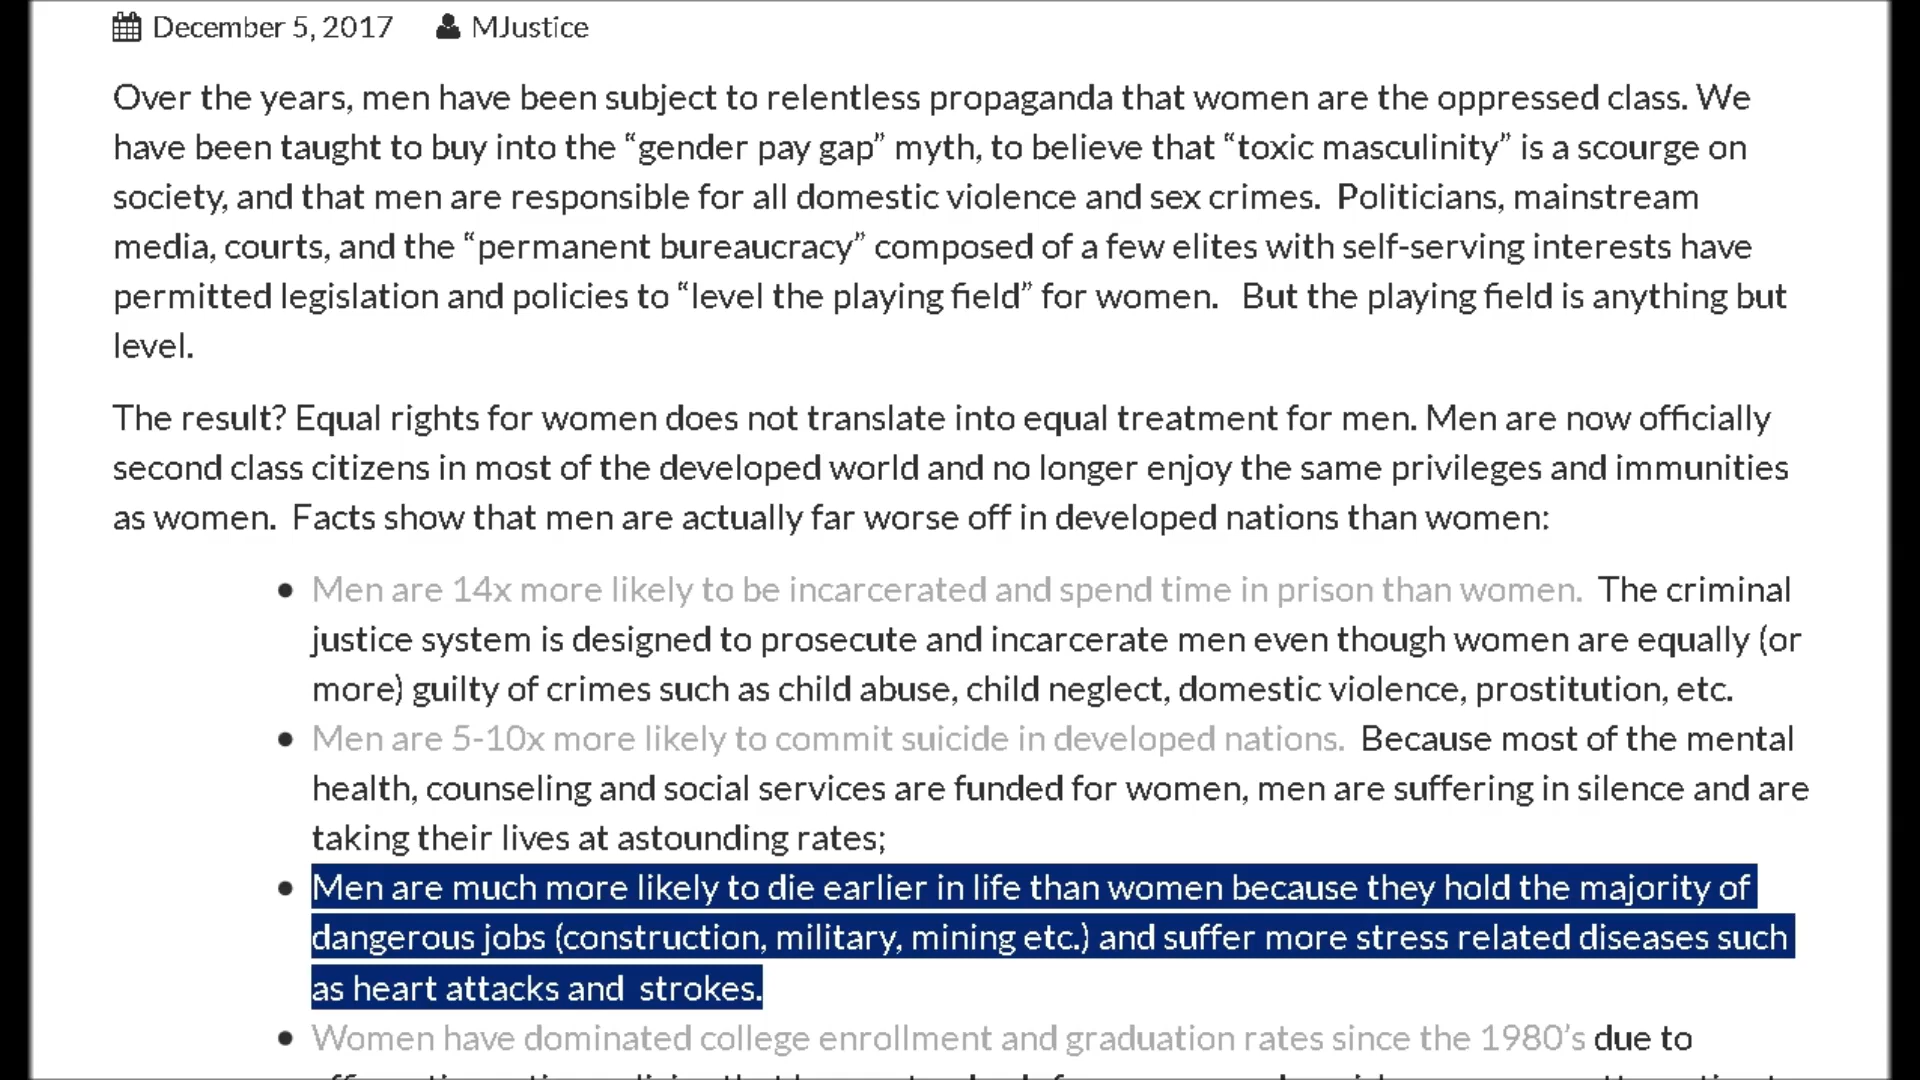 December 5, 2017 MJustice
Over the years, men have been subject to relentless propaganda that women are the oppressed class. We
have been taught to buy into the “gender pay gap” myth, to believe that “toxic masculinity” is a scourge on
society, and that men are responsible for all domestic violence and sex crimes. Politicians, mainstream
media, courts, and the “permanent bureaucracy” composed of a few elites with self-serving interests have
permitted legislation and policies to “level the playing field” for women. But the playing field is anything but
level.
The result? Equal rights for women does not translate into equal treatment for men. Men are now officially
second class citizens in most of the developed world and no longer enjoy the same privileges and immunities
as women. Facts show that men are actually far worse off in developed nations than women:
• Men are 14x more likely to be incarcerated and spend time in prison than women. The criminal
justice system is designed to prosecute and incarcerate men even though women are equally (or
more) guilty of crimes such as child abuse, child neglect, domestic violence, prostitution, etc.
• Men are 5-10x more likely to commit suicide in developed nations. Because most of the mental
health, counseling and social services are funded for women, men are suffering in silence and are
taking their lives at astounding rates;
• Men are much more likely to die earlier in life than women because they hold the majority of
dangerous jobs (construction, military, mining etc.) and suffer more stress related diseases such
as heart attacks and strokes.
• Women have dominated college enrollment and graduation rates since the 1980’s due to